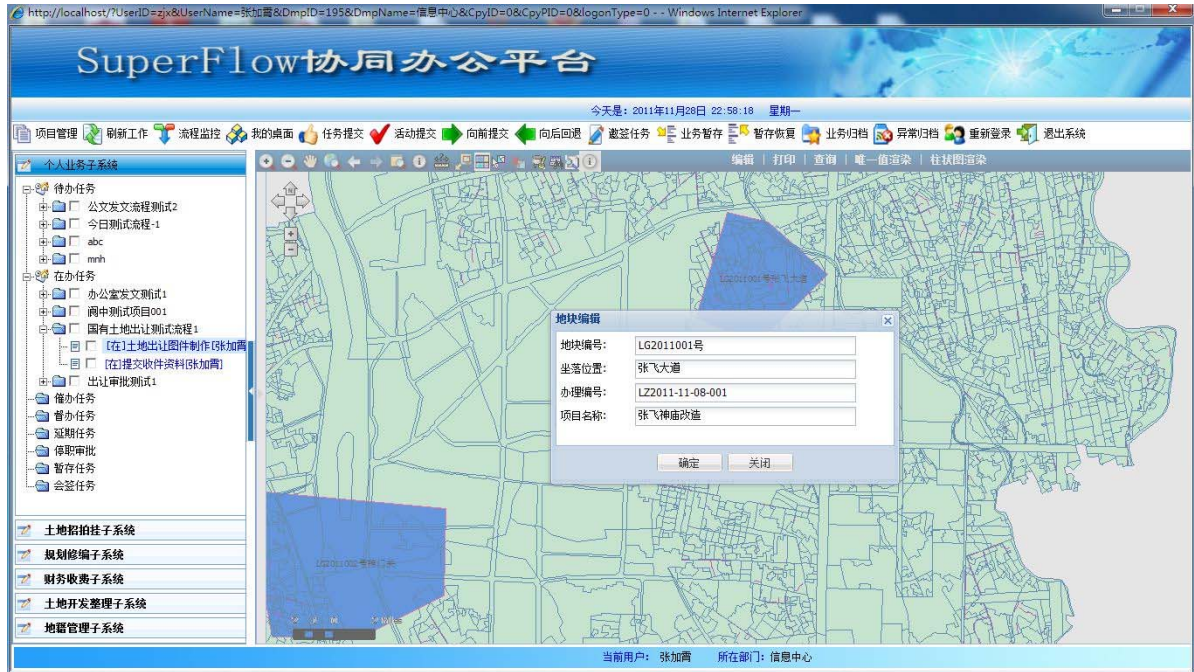 http://localhost/?UserID=zjx&UserName=张加霄&DmpID=195&DmpName=信息中心&CpyID=0&CpyPID=0&logonType=0 - - Windows Internet Explorer
SuperFlow协同办公平台
今天是：2011年11月28日 22:58:18 星期一
项目管理 刷新工作 流程监控 我的桌面 任务提交 活动提交 向前提交 向后回退 邀签任务 业务暂存 暂存恢复 业务归档 异常归档 重新登录 退出系统
个人业务子系统
编辑 | 打印 | 查询 | 唯一值渲染 | 柱状图渲染
待办任务
公文发文流程测试2
今日测试流程-1
abc
mnh
在办任务
办公室发文测试1
阆中测试项目001
国有土地出让测试流程1
[在]土地出让图件制作[张加霄
[在]提交收件资料[张加霄]
出让审批测试1
催办任务
督办任务
延期任务
停职审批
暂存任务
会签任务
土地招拍挂子系统
规划修编子系统
财务收费子系统
土地开发整理子系统
地籍管理子系统
N
LG2011001号张飞大道
地块编辑
地块编号： LG2011001号
坐落位置： 张飞大道
办理编号： LZ2011-11-08-001
项目名称： 张飞神庙改造
确定 关闭
当前用户： 张加霄 所在部门：信息中心